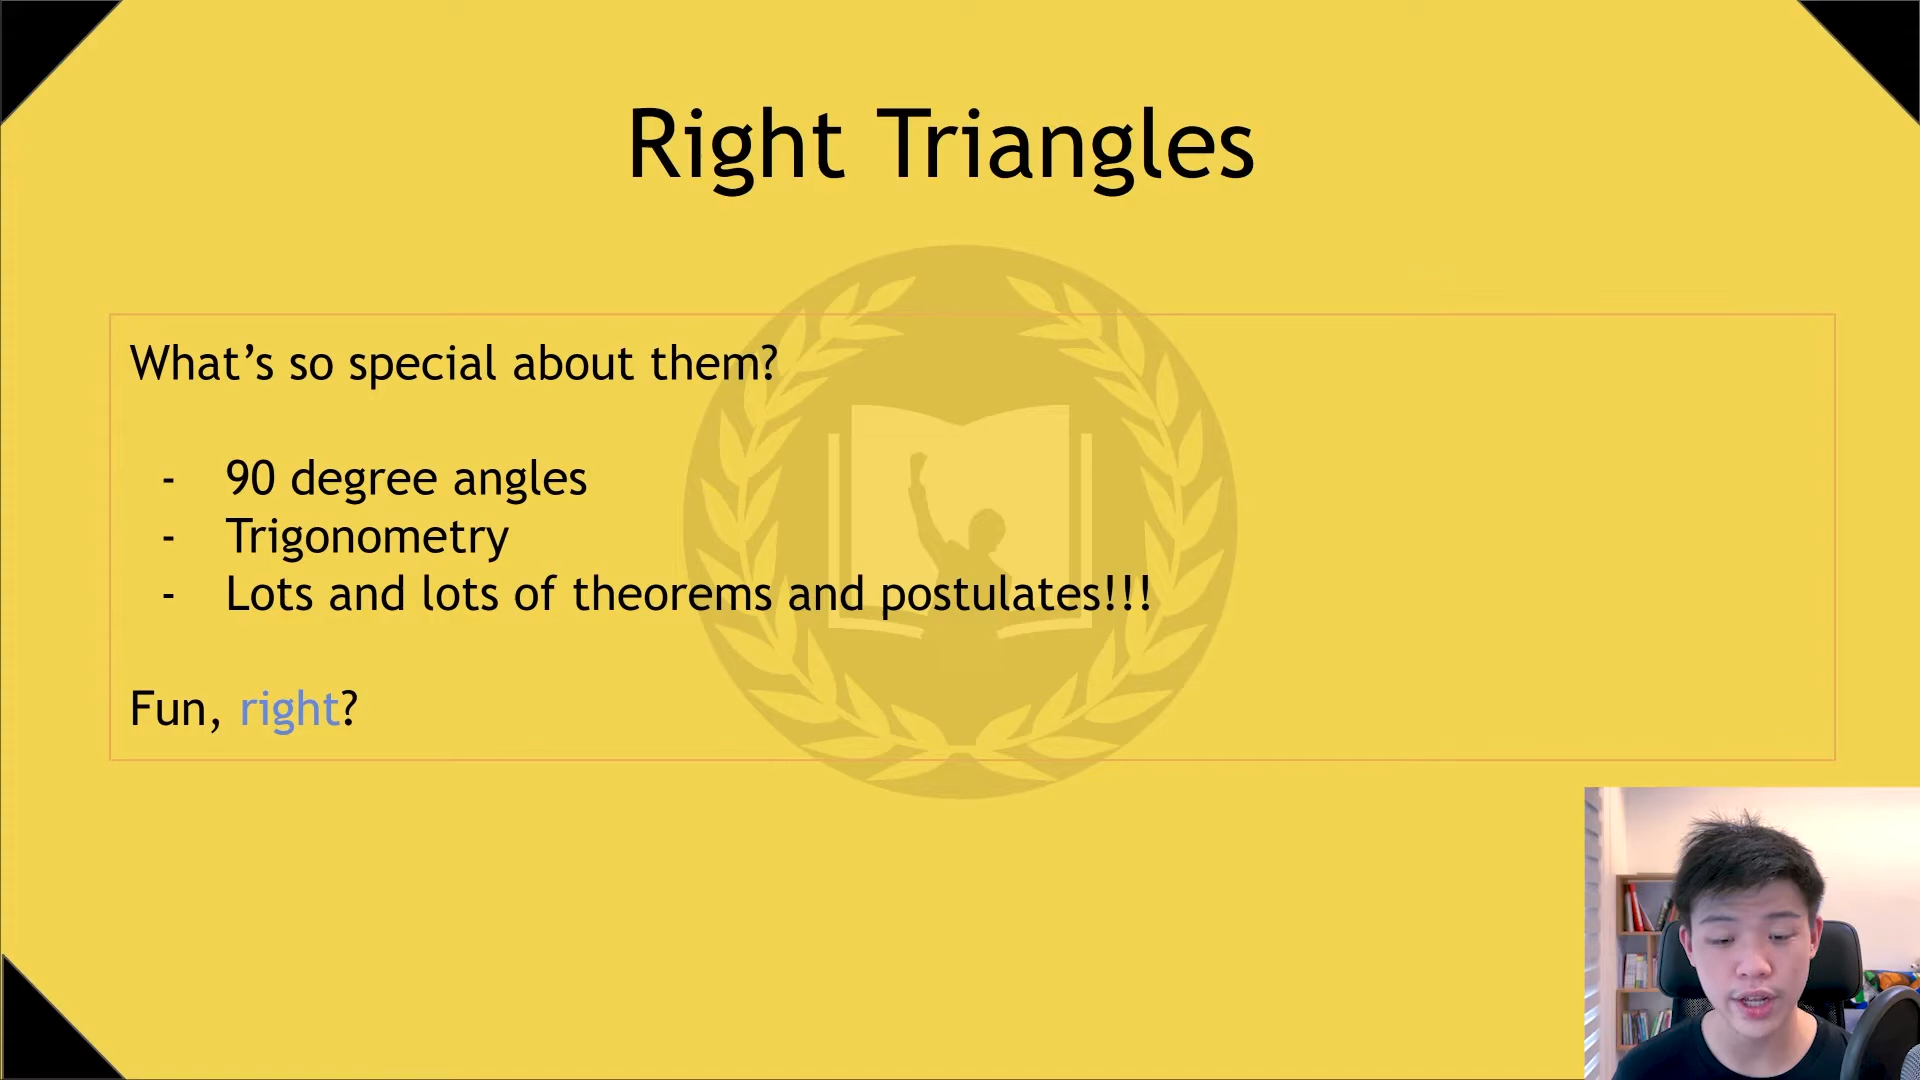 Right Triangles
What’s so special about them?
- 90 degree angles
- Trigonometry
- Lots and lots of theorems and postulates!!!
Fun, right?